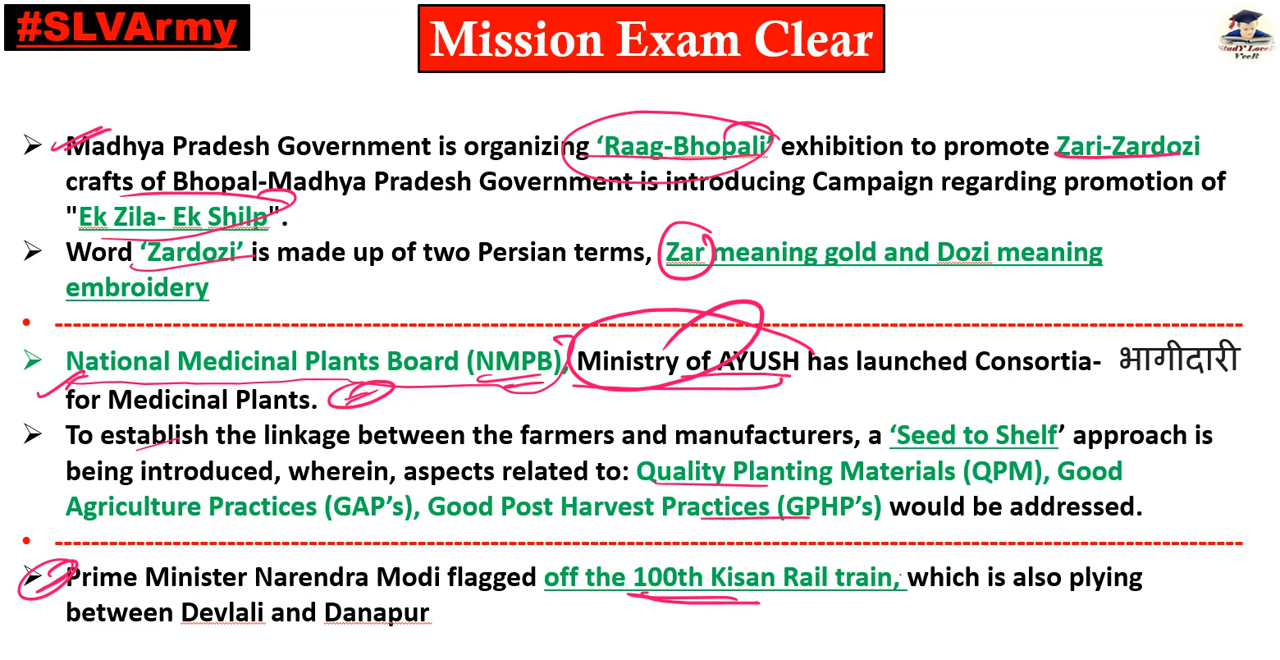 #SLVArmy
Mission Exam Clear
StudY LoveR
VeeR
➢ Madhya Pradesh Government is organizing ‘Raag-Bhopali’ exhibition to promote Zari-Zardozi
crafts of Bhopal-Madhya Pradesh Government is introducing Campaign regarding promotion of
"Ek Zila- Ek Shilp".
➢ Word ‘Zardozi’ is made up of two Persian terms, Zar meaning gold and Dozi meaning
embroidery
• ------------------------------------------------------------
➢ National Medicinal Plants Board (NMPB), Ministry of AYUSH has launched Consortia- भागीदारी
for Medicinal Plants.
➢ To establish the linkage between the farmers and manufacturers, a ‘Seed to Shelf’ approach is
being introduced, wherein, aspects related to: Quality Planting Materials (QPM), Good
Agriculture Practices (GAP’s), Good Post Harvest Practices (GPHP’s) would be addressed.
• ------------------------------------------------------------
➢ Prime Minister Narendra Modi flagged off the 100th Kisan Rail train, which is also plying
between Devlali and Danapur